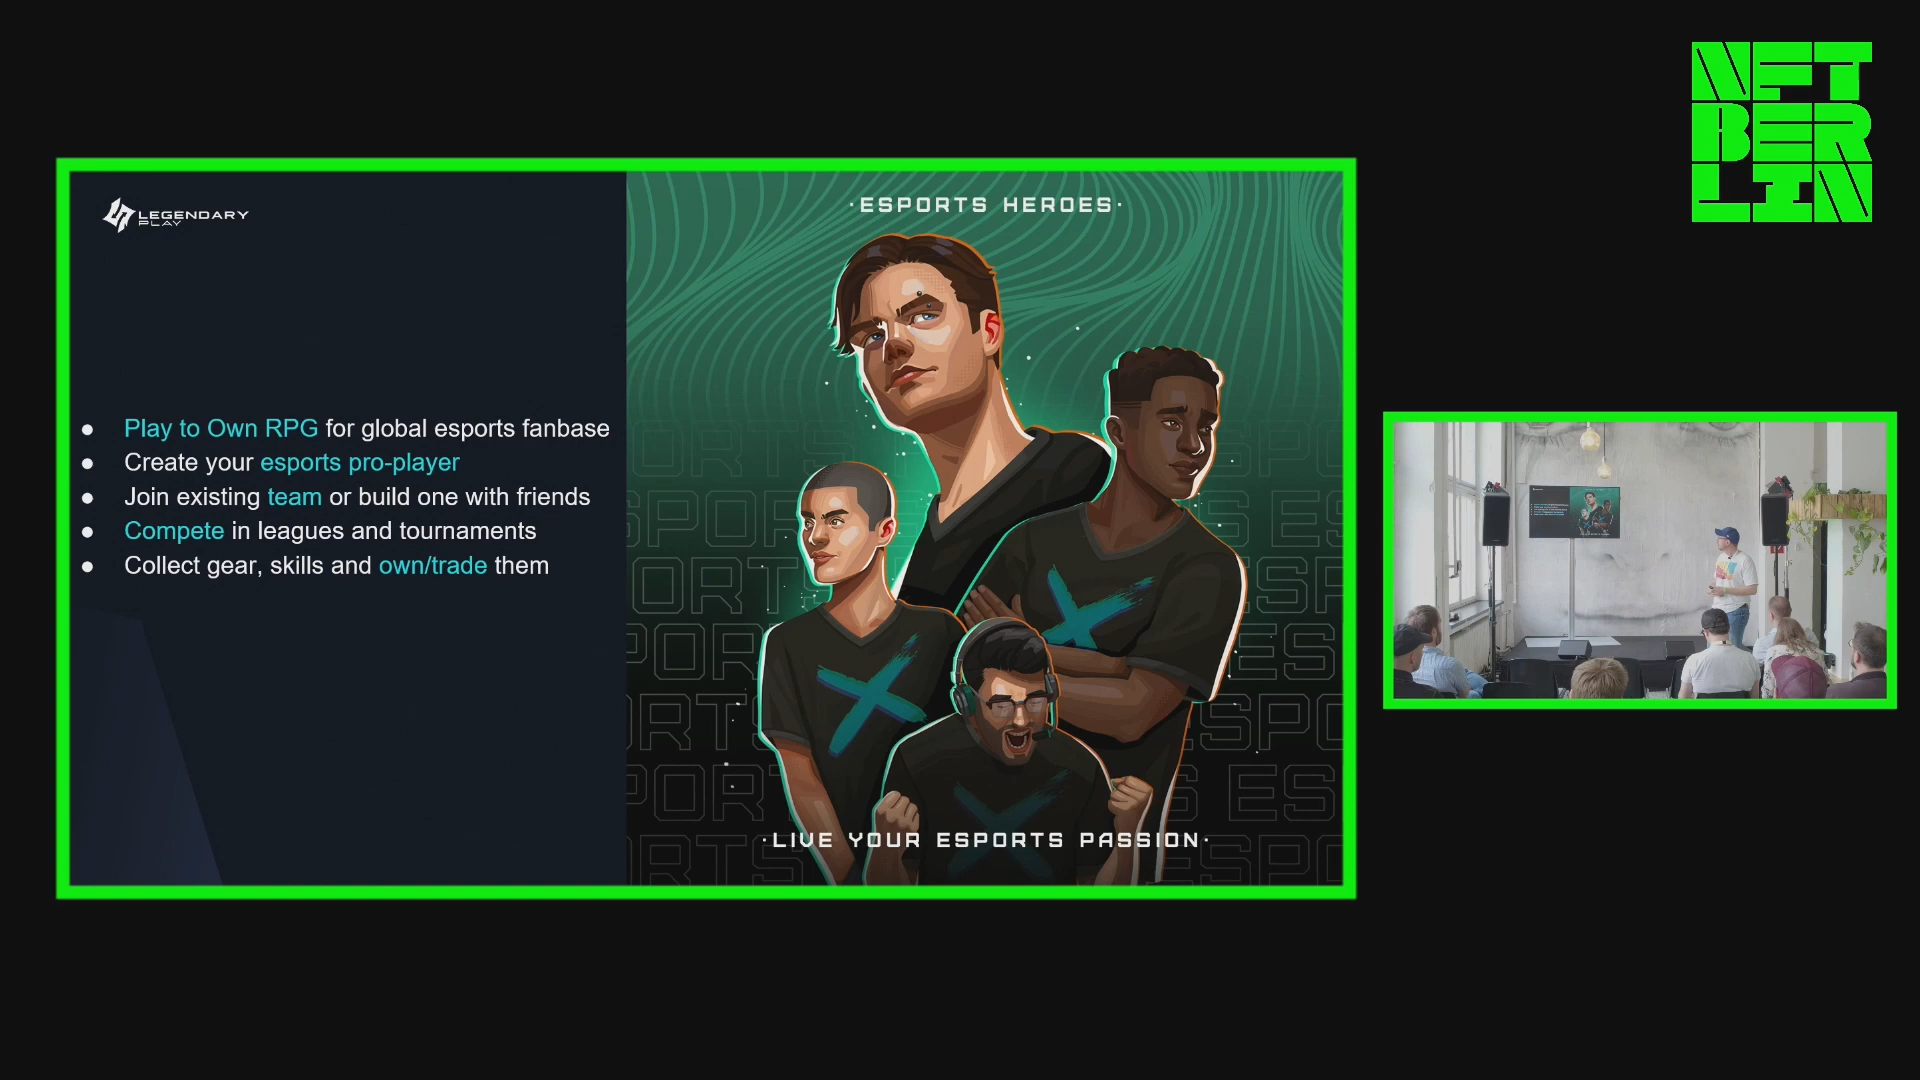 NFT
BER
LIN
LEGENDARY
PLAY
● Play to Own RPG for global esports fanbase
● Create your esports pro-player
● Join existing team or build one with friends
● Compete in leagues and tournaments
● Collect gear, skills and own/trade them
·ESPORTS HEROES·
·LIVE YOUR ESPORTS PASSION·